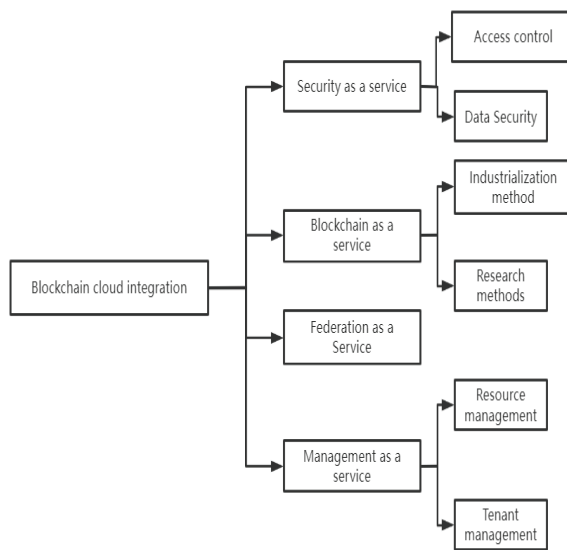 Access control
Security as a service
Data Security
Industrialization
method
Blockchain as a
service
Research
methods
Blockchain cloud integration
Federation as a
Service
Resource
management
Management as a
service
Tenant
management